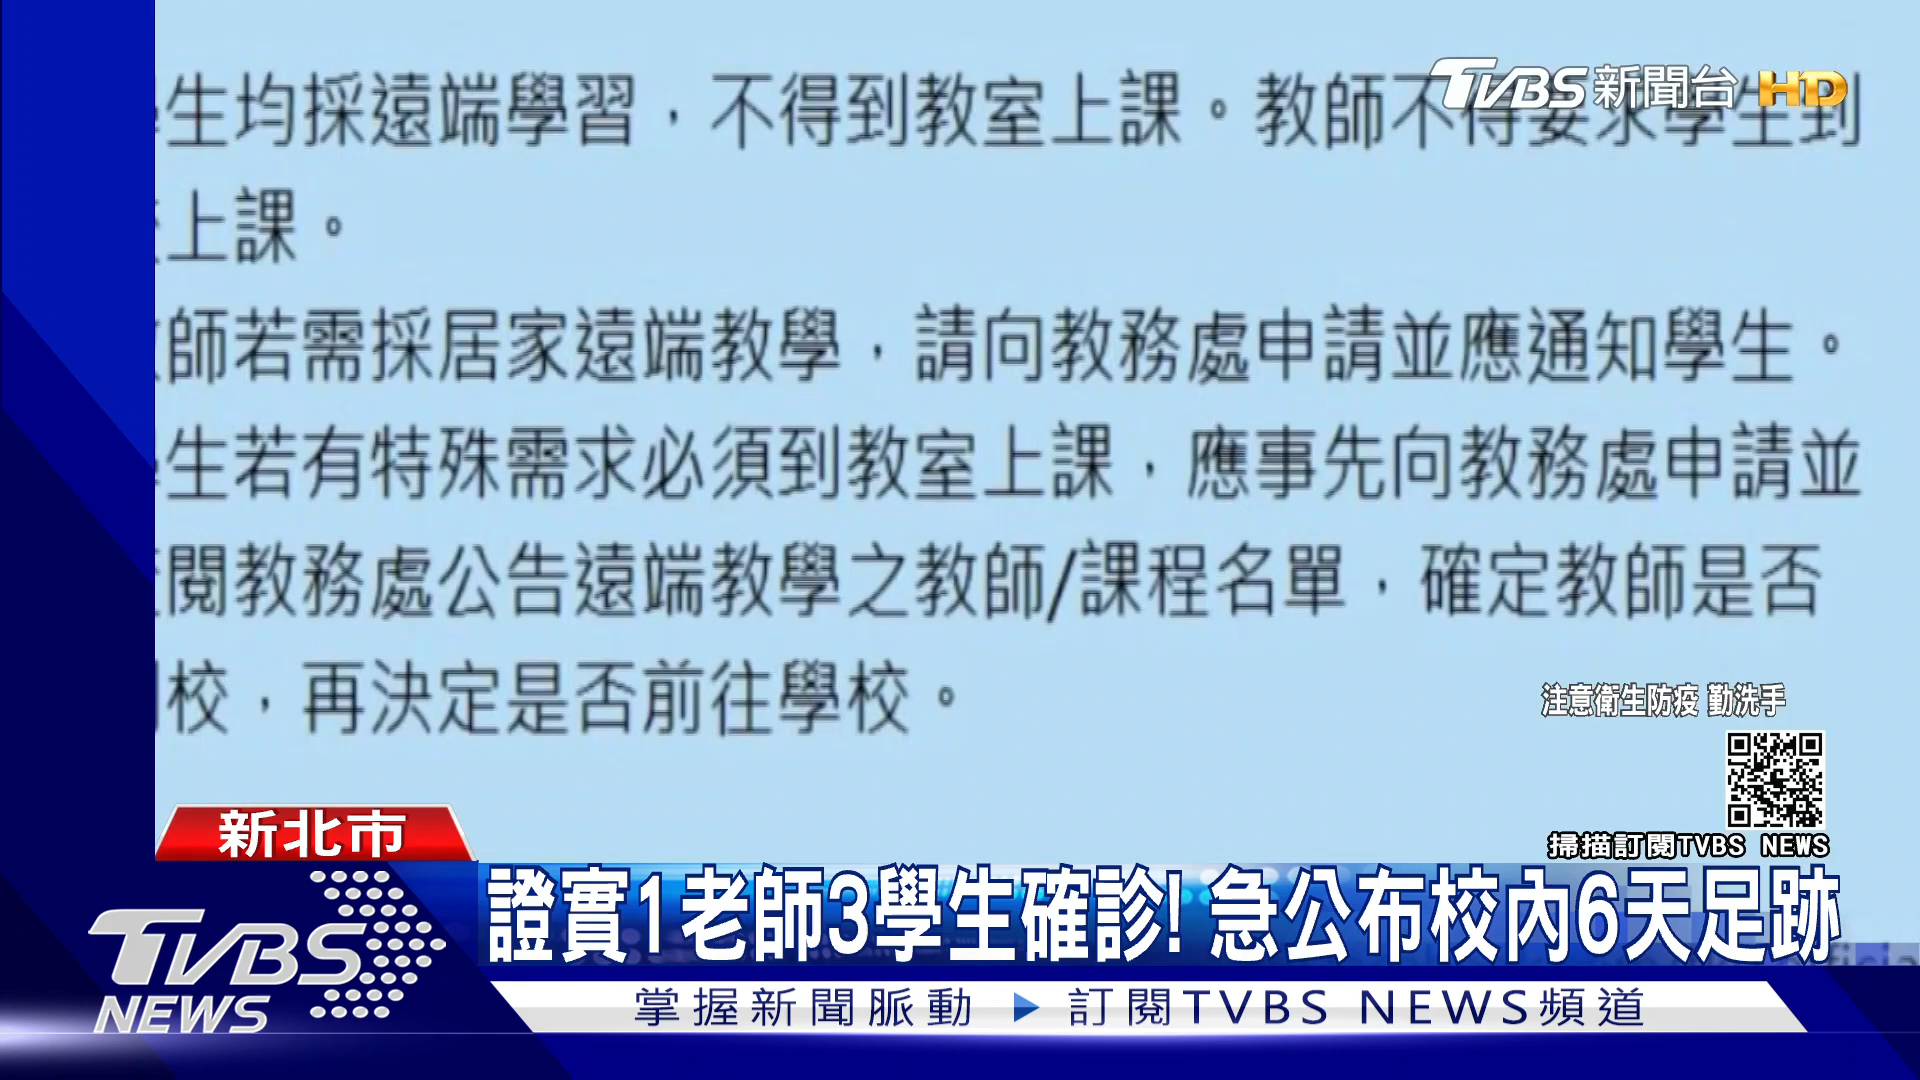 TVBS新聞台 HD
生均採遠端學習，不得到教室上課。教師不得要求學生到
上課。
師若需採居家遠端教學，請向教務處申請並應通知學生。
生若有特殊需求必須到教室上課，應事先向教務處申請並
閱教務處公告遠端教學之教師/課程名單，確定教師是否
校，再決定是否前往學校。
注意衛生防疫 勤洗手
掃描訂閱TVBS NEWS
新北市
證實1老師3學生確診! 急公布校內6天足跡
TVBS
NEWS
掌握新聞脈動 ▶ 訂閱TVBS NEWS頻道